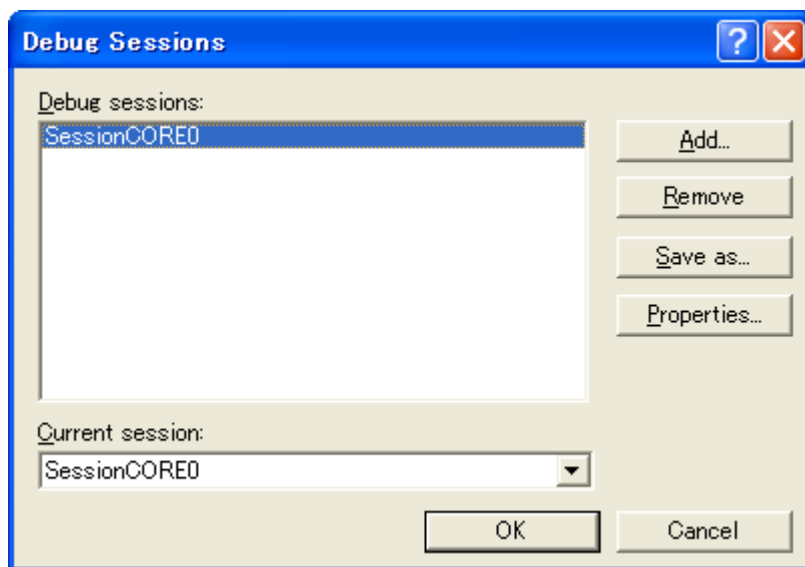 Debug Sessions
Debug sessions:
SessionCORE0
Add...
Remove
Save as...
Properties...
Current session:
SessionCORE0
OK
Cancel